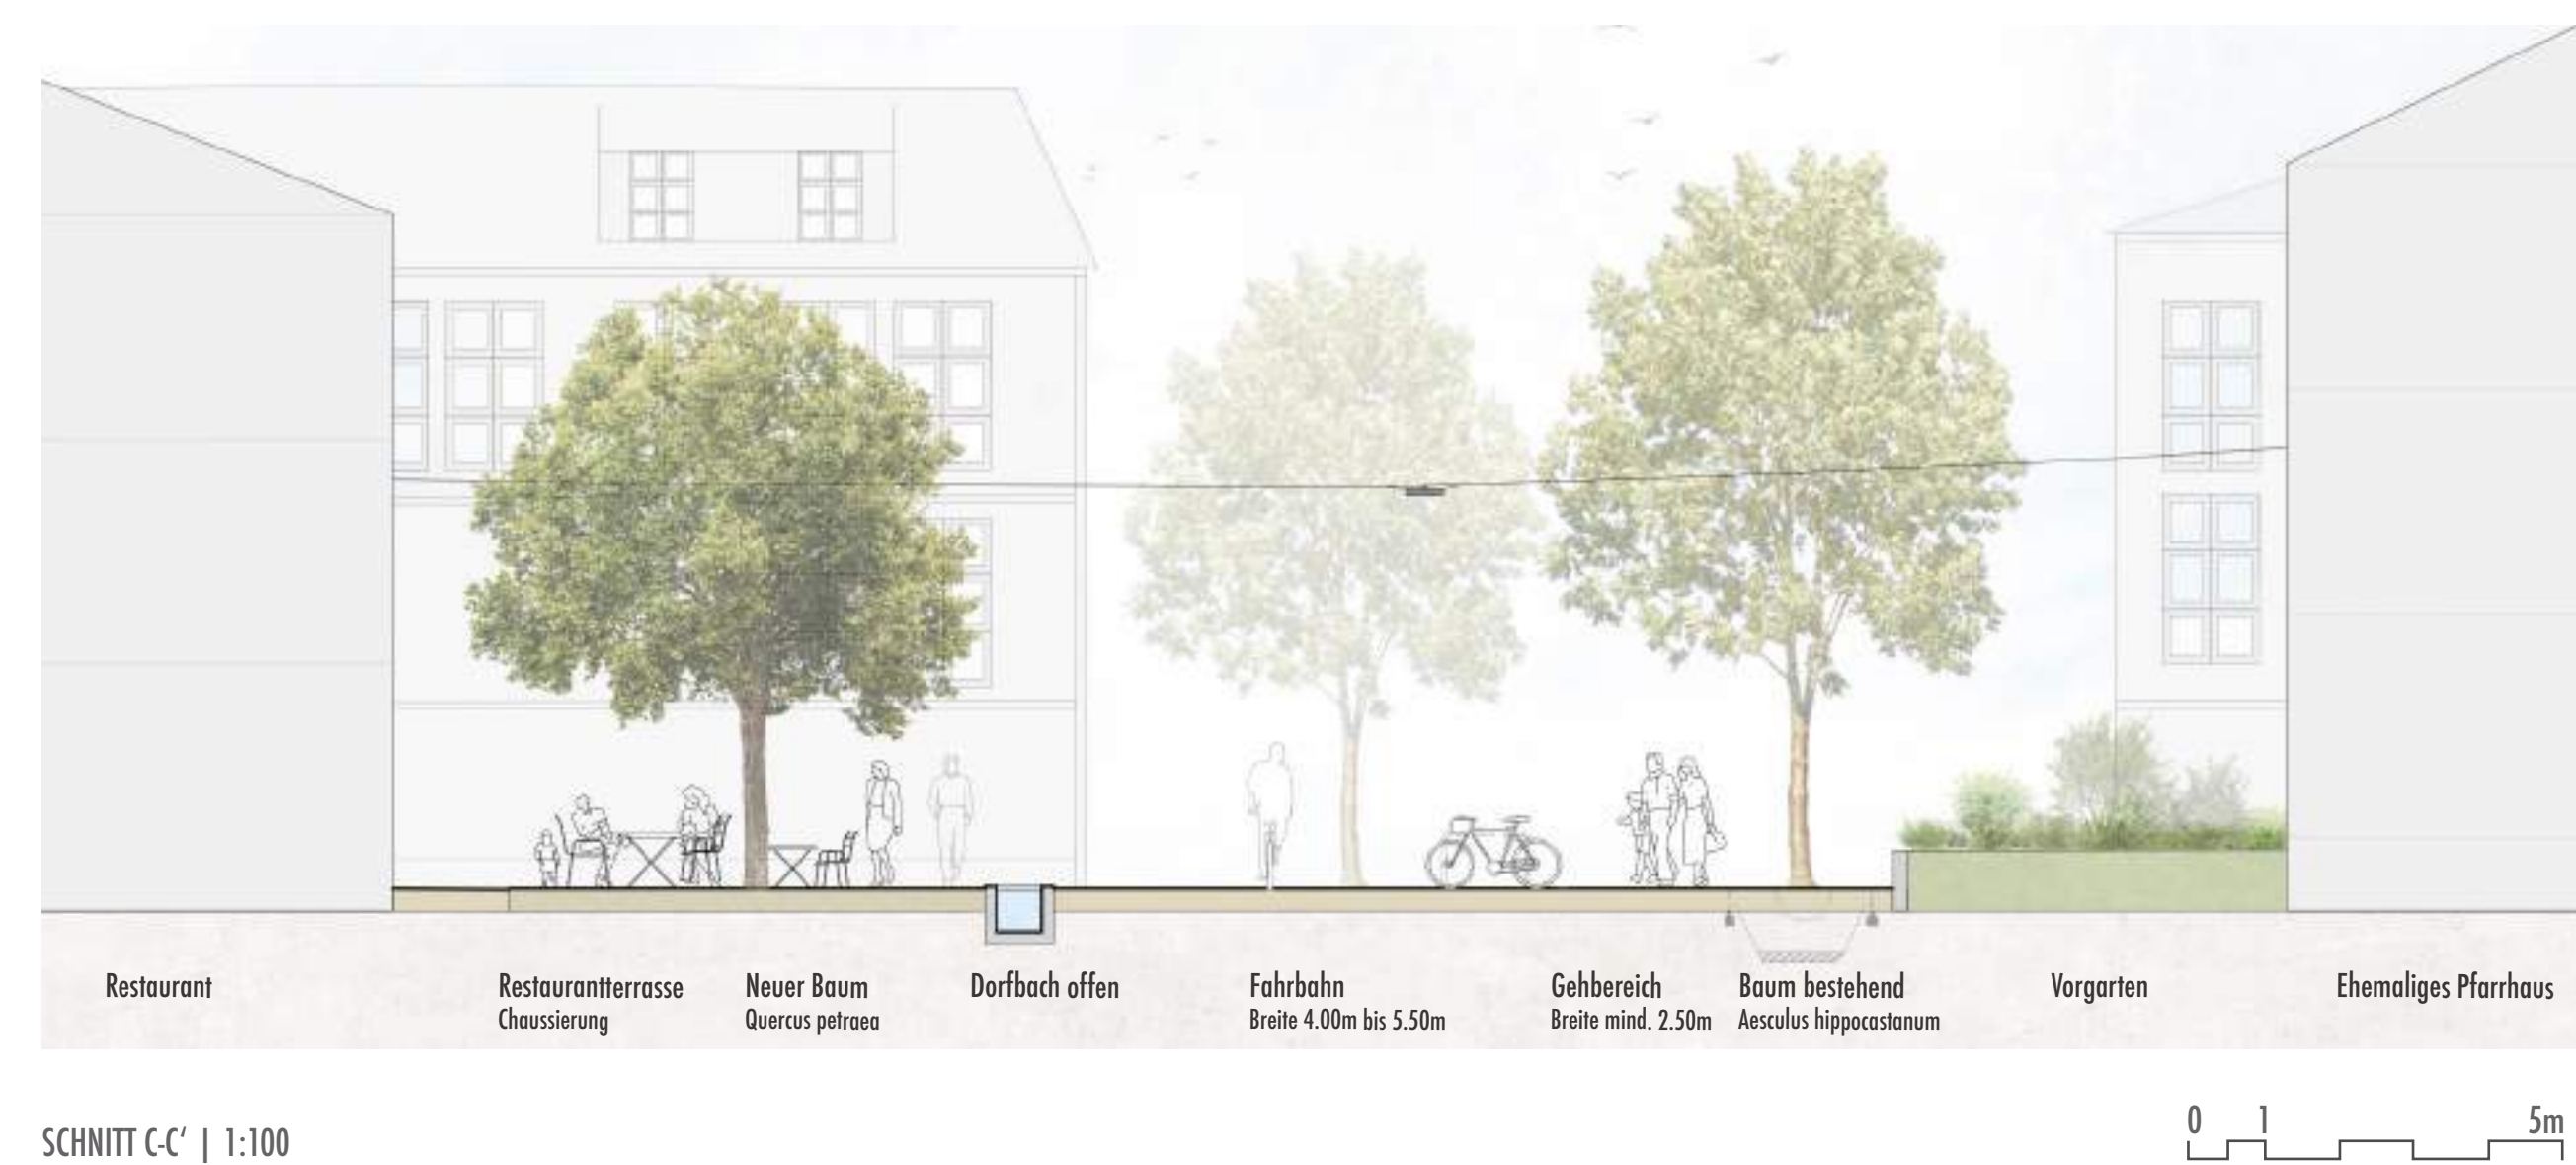 Restaurant
Restaurantterrasse
Chaussierung
Neuer Baum
Quercus petraea
Dorfbach offen
Fahrbahn
Breite 4.00m bis 5.50m
Gehbereich
Breite mind. 2.50m
Baum bestehend
Aesculus hippocastanum
Vorgarten
Ehemaliges Pfarrhaus
SCHNITT C-C‘ | 1:100
0 1 5m